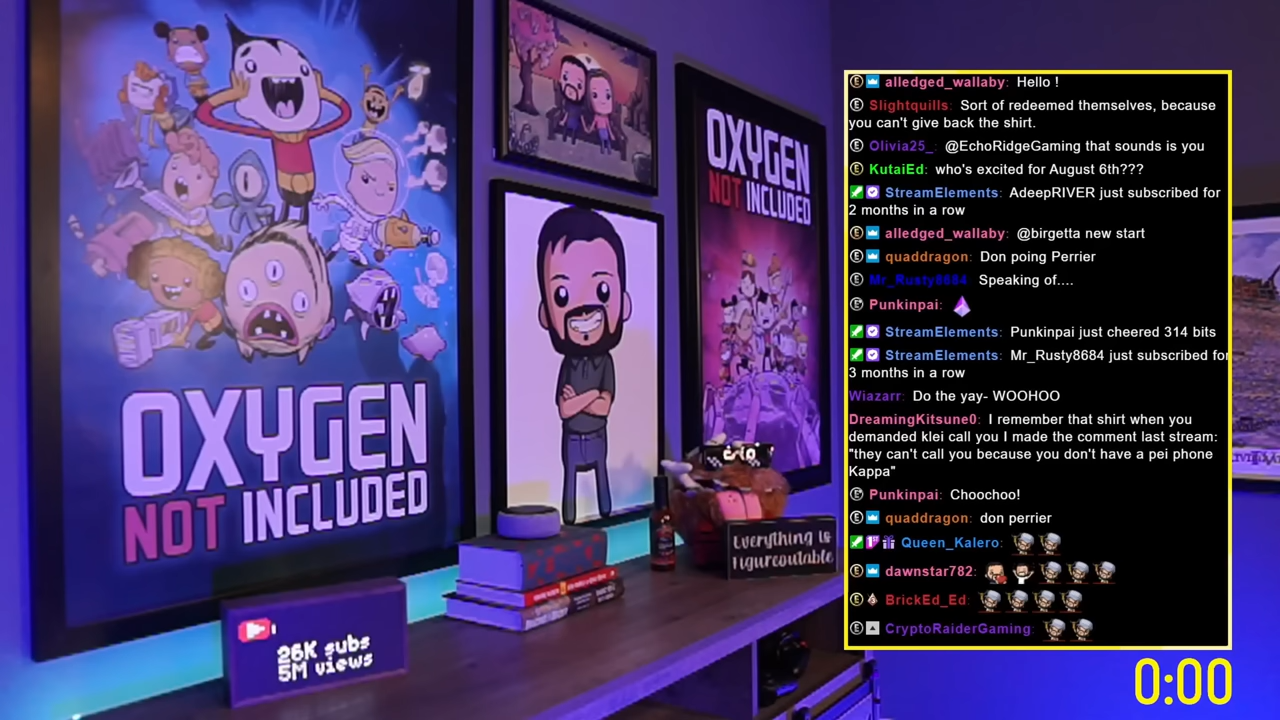 OXYGEN
NOT INCLUDED
OXYGEN
NOT INCLUDED
Everything is
Figureoutable
26K subs
5M views
alledged_wallaby: Hello !
Slightquills: Sort of redeemed themselves, because
you can't give back the shirt.
Olivia25_: @EchoRidgeGaming that sounds is you
KutaiEd: who's excited for August 6th???
StreamElements: AdeepRIVER just subscribed for
2 months in a row
alledged_wallaby: @birgetta new start
quaddragon: Don poing Perrier
Mr_Rusty8684 Speaking of....
Punkinpai:
StreamElements: Punkinpai just cheered 314 bits
StreamElements: Mr_Rusty8684 just subscribed for
3 months in a row
Wiazarr: Do the yay- WOOHOO
DreamingKitsune0: I remember that shirt when you
demanded klei call you I made the comment last stream:
"they can't call you because you don't have a pei phone
Kappa"
Punkinpai: Choochoo!
quaddragon: don perrier
Queen_Kalero:
dawnstar782:
BrickEd_Ed:
CryptoRaiderGaming:
0:00